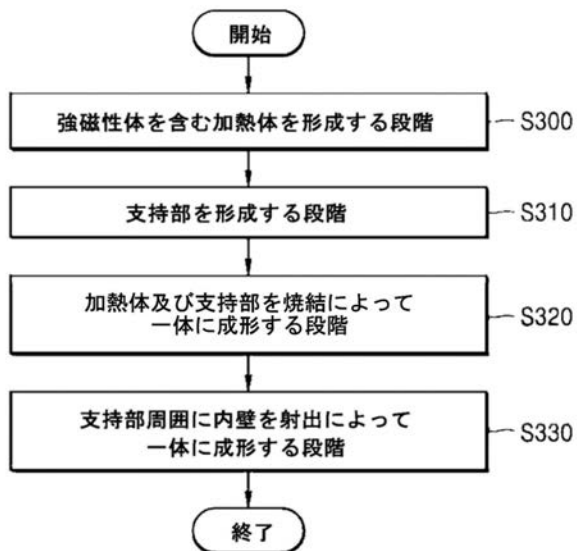 開始
強磁性体を含む加熱体を形成する段階
S300
支持部を形成する段階
S310
加熱体及び支持部を焼結によって
一体に成形する段階
S320
支持部周囲に内壁を射出によって
一体に成形する段階
S330
終了